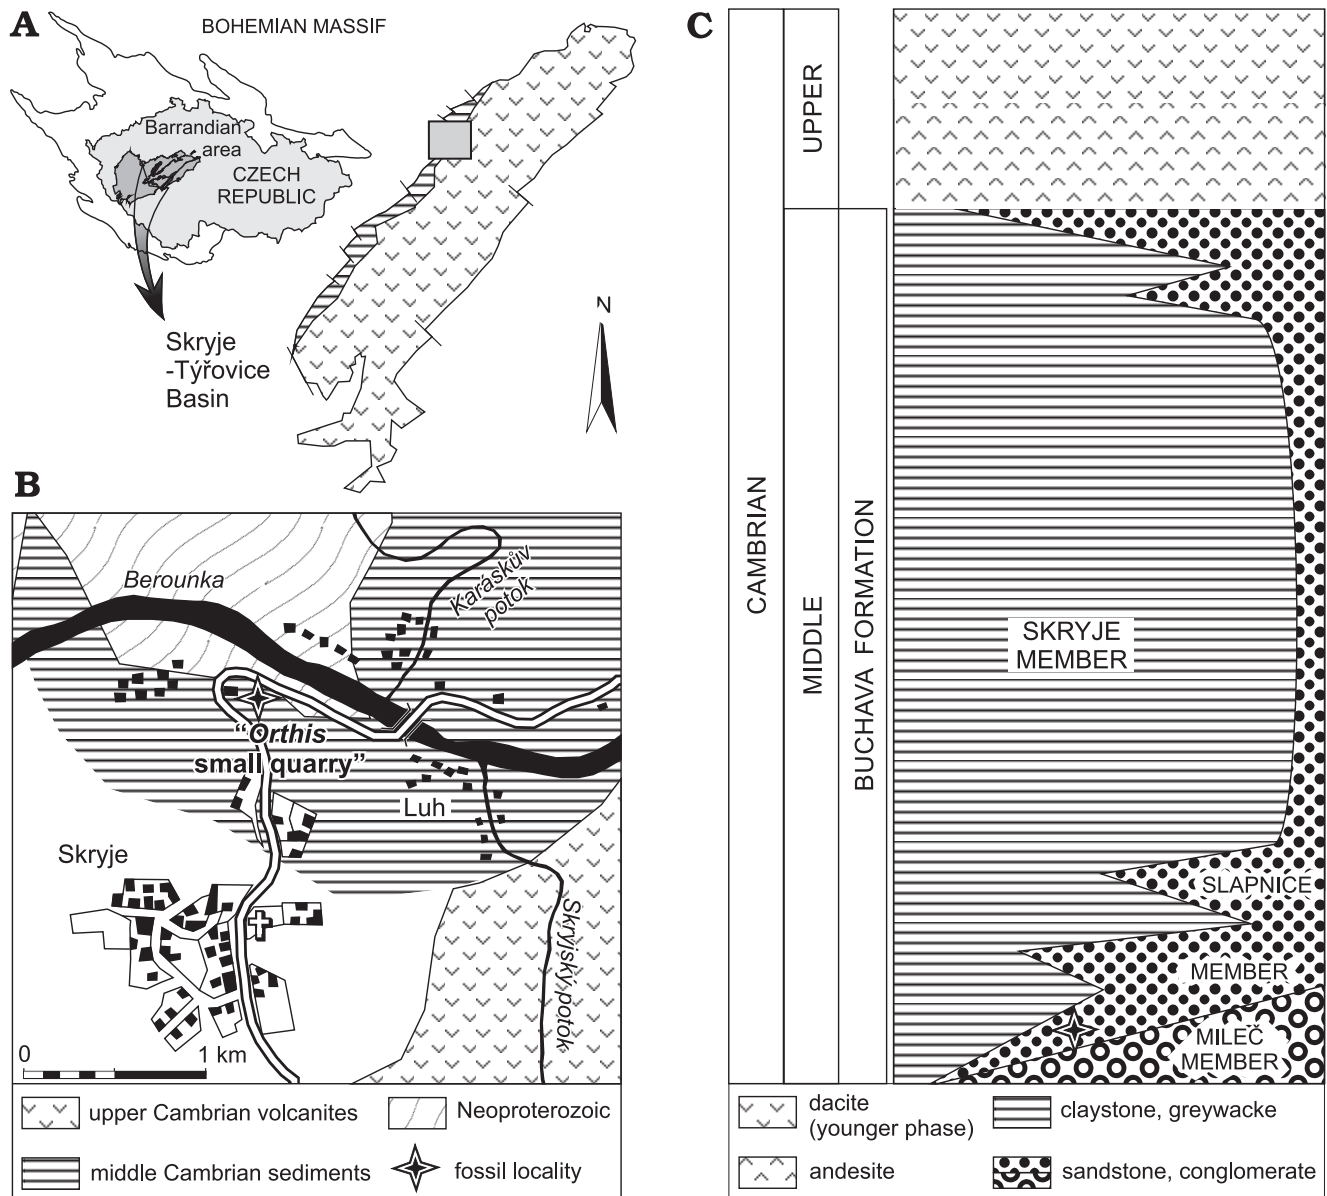 A
BOHEMIAN MASSIF
Barrandian
area
CZECH
REPUBLIC
Skryje
-Týřovice
Basin
N
B
Berounka
Karáskův
potok
“Orthis
small quarry”
Luh
Skryje
Skryjský potok
0
1 km
upper Cambrian volcanites
Neoproterozoic
middle Cambrian sediments
fossil locality
C
CAMBRIAN
UPPER
MIDDLE
BUCHAVA FORMATION
SKRYJE
MEMBER
SLAPNICE
MEMBER
MILEČ
MEMBER
dacite
(younger phase)
claystone, greywacke
andesite
sandstone, conglomerate